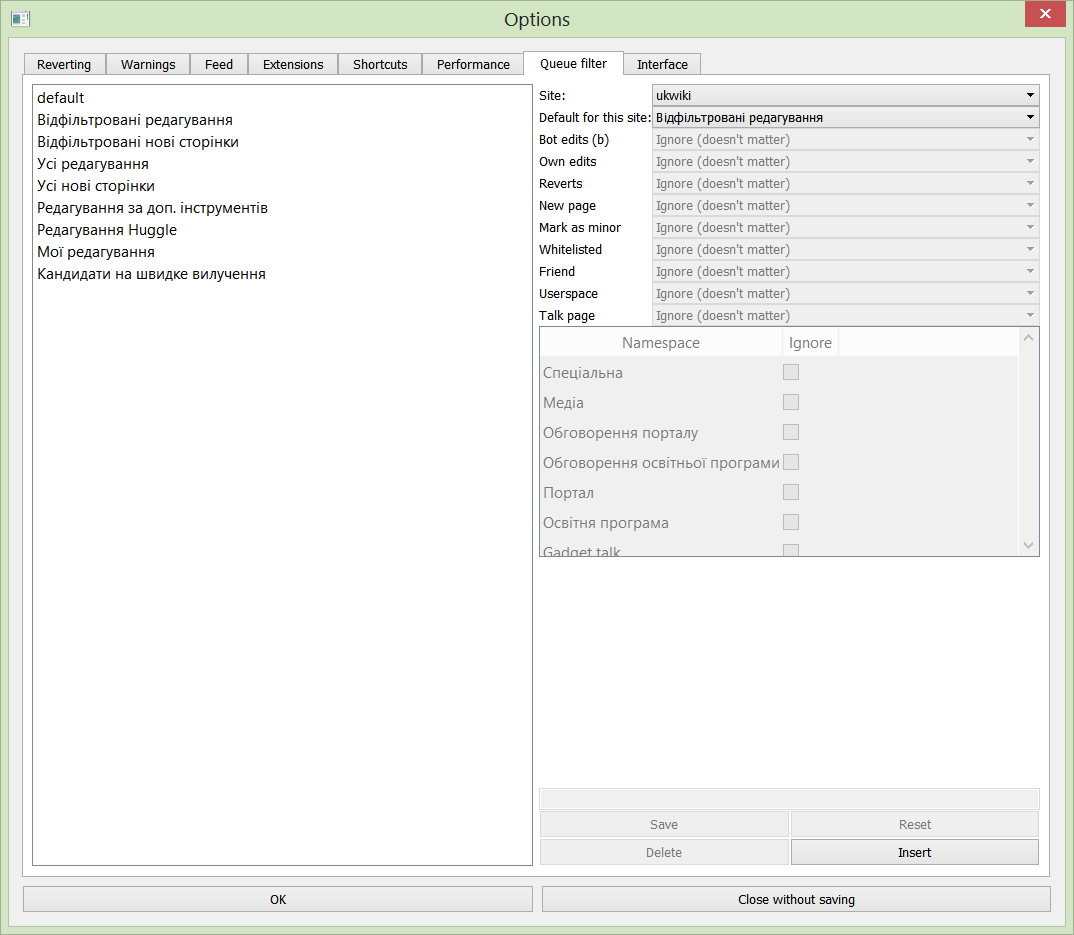 Options
Reverting Warnings Feed Extensions Shortcuts Performance Queue filter Interface
default
Відфільтровані редагування
Відфільтровані нові сторінки
Усі редагування
Усі нові сторінки
Редагування за доп. інструментів
Редагування Huggle
Мої редагування
Кандидати на швидке вилучення
Site: ukwiki
Default for this site: Відфільтровані редагування
Bot edits (b) Ignore (doesn't matter)
Own edits Ignore (doesn't matter)
Reverts Ignore (doesn't matter)
New page Ignore (doesn't matter)
Mark as minor Ignore (doesn't matter)
Whitelisted Ignore (doesn't matter)
Friend Ignore (doesn't matter)
Userspace Ignore (doesn't matter)
Talk page Ignore (doesn't matter)
Namespace Ignore
Спеціальна
Медіа
Обговорення порталу
Обговорення освітньої програми
Портал
Освітня програма
Gadget talk
Save Reset
Delete Insert
OK Close without saving